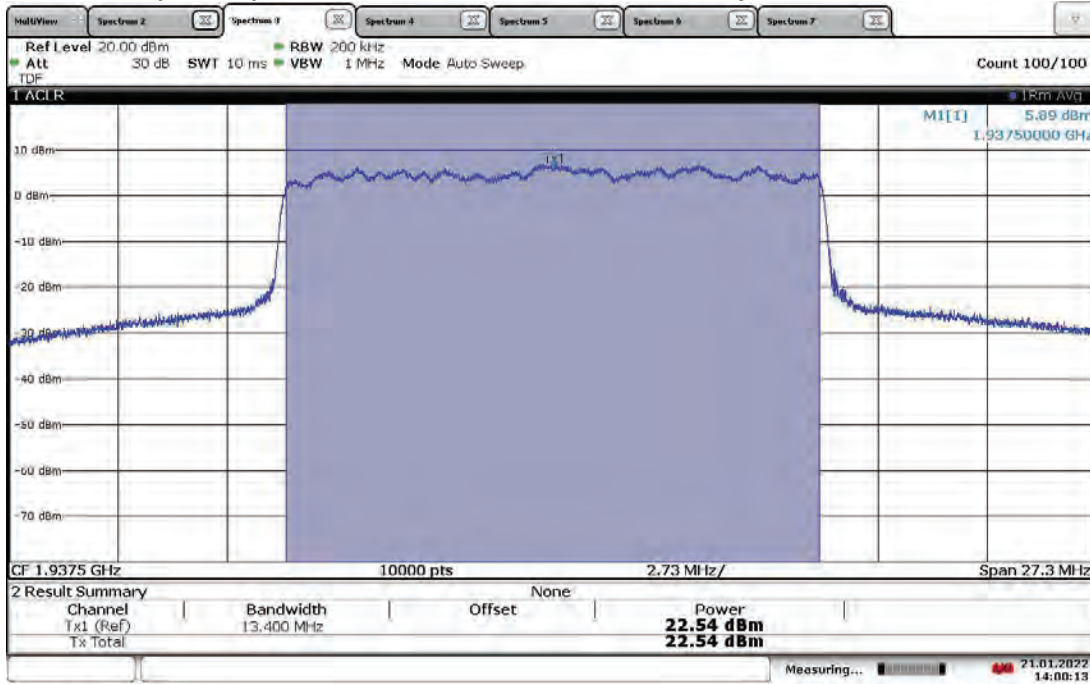 MultiView Spectrum 2 Spectrum 3 Spectrum 4 Spectrum 5 Spectrum 6 Spectrum 7
Ref Level 20.00 dBm RBW 200 kHz
Att 30 dB SWT 10 ms VBW 1 MHz Mode Auto Sweep Count 100/100
TDF
1 ACLR 1Rm Avg
M1[1] 5.89 dBm
1.93750000 GHz
10 dBm
Tx1
0 dBm
-10 dBm
-20 dBm
-30 dBm
-40 dBm
-50 dBm
-60 dBm
-70 dBm
CF 1.9375 GHz 10000 pts 2.73 MHz/ Span 27.3 MHz
2 Result Summary None
Channel Bandwidth Offset Power
Tx1 (Ref) 13.400 MHz 22.54 dBm
Tx Total 22.54 dBm
Measuring... 21.01.2022
14:00:13